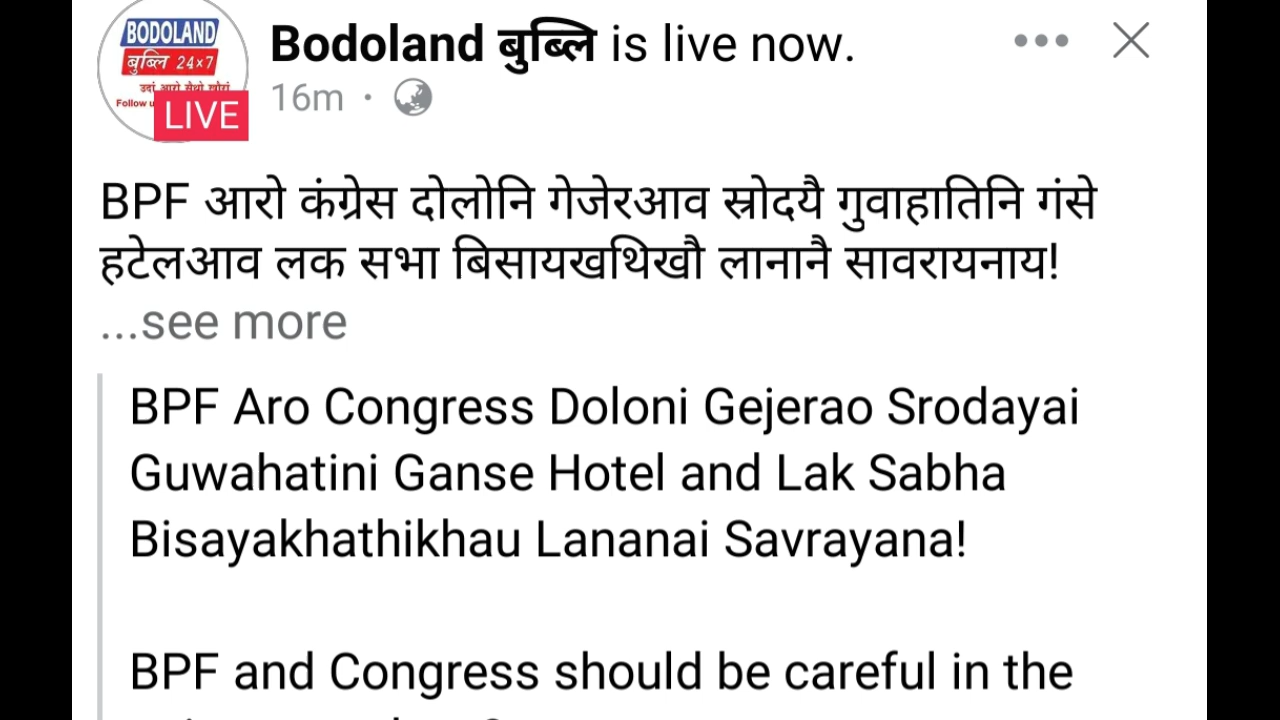 BODOLAND
बुब्लि 24×7
Follow u
LIVE
Bodoland बुब्लि is live now.
16m ·
BPF आरो कंग्रेस दोलोनि गेजेरआव स्रोदयै गुवाहातिनि गंसे
हटेलआव लक सभा बिसायखथिखौ लानानै सावरायनाय!
...see more
BPF Aro Congress Doloni Gejerao Srodayai
Guwahatini Ganse Hotel and Lak Sabha
Bisayakhathikhau Lananai Savrayana!
BPF and Congress should be careful in the